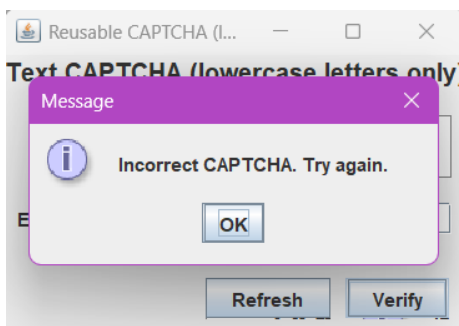 Reusable CAPTCHA (l...
Text CAPTCHA (lowercase letters only)
Message
Incorrect CAPTCHA. Try again.
E
OK
Refresh
Verify